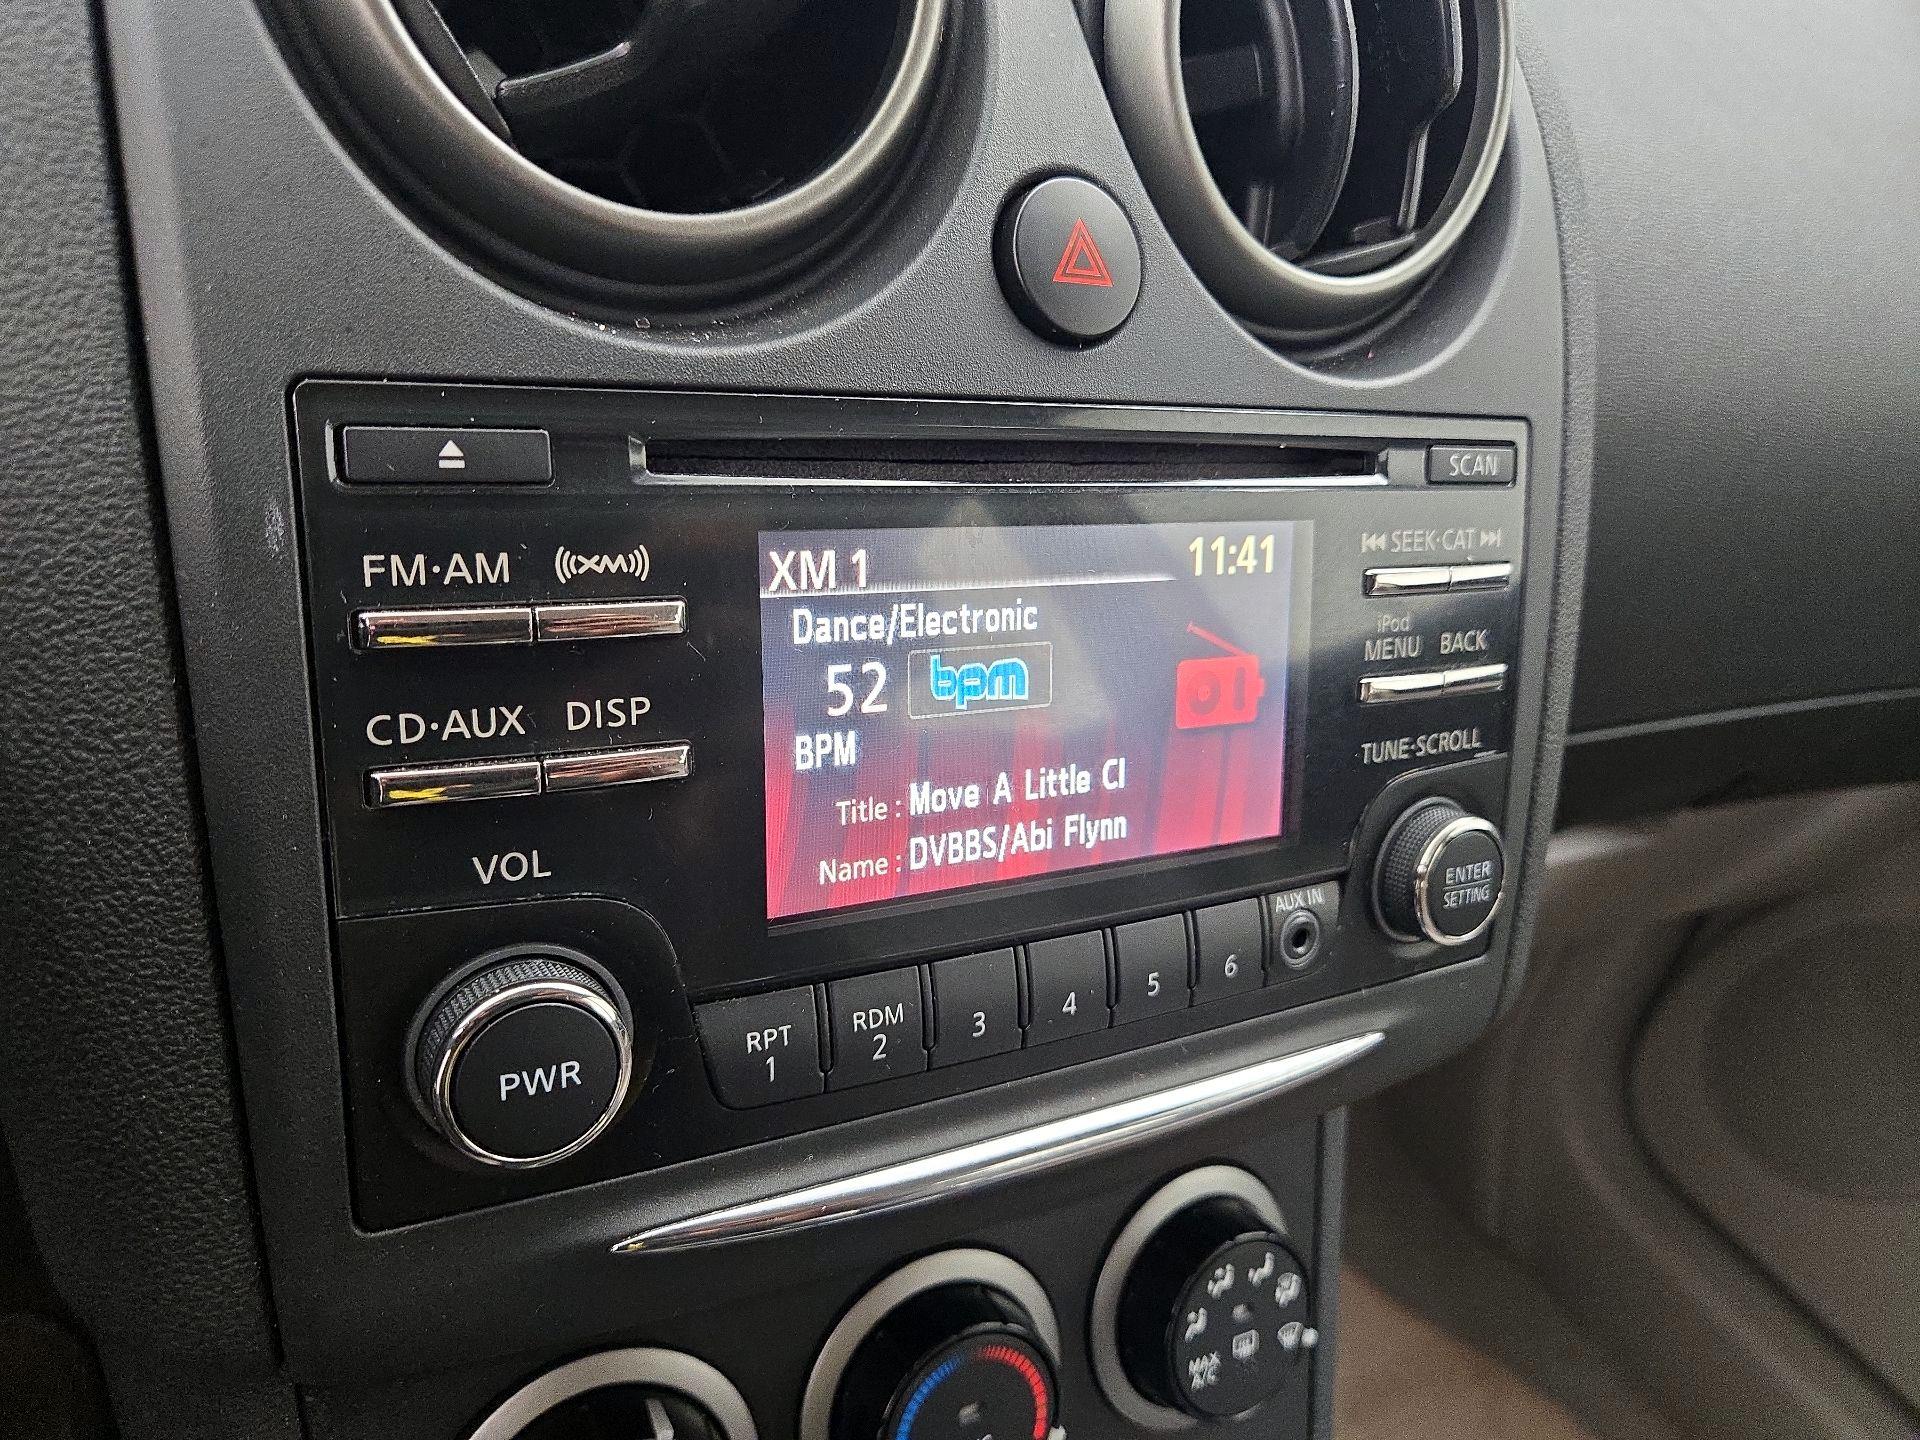 SCAN
FM·AM XM
SEEK·CAT
XM 1 11:41
Dance/Electronic
52 bpm
BPM
Title : Move A Little Cl
Name : DVBBS/Abi Flynn
iPod
MENU BACK
CD·AUX DISP
TUNE·SCROLL
VOL
ENTER
SETTING
PWR
RPT
1
RDM
2
3
4
5
6
AUX IN
MAX
A/C